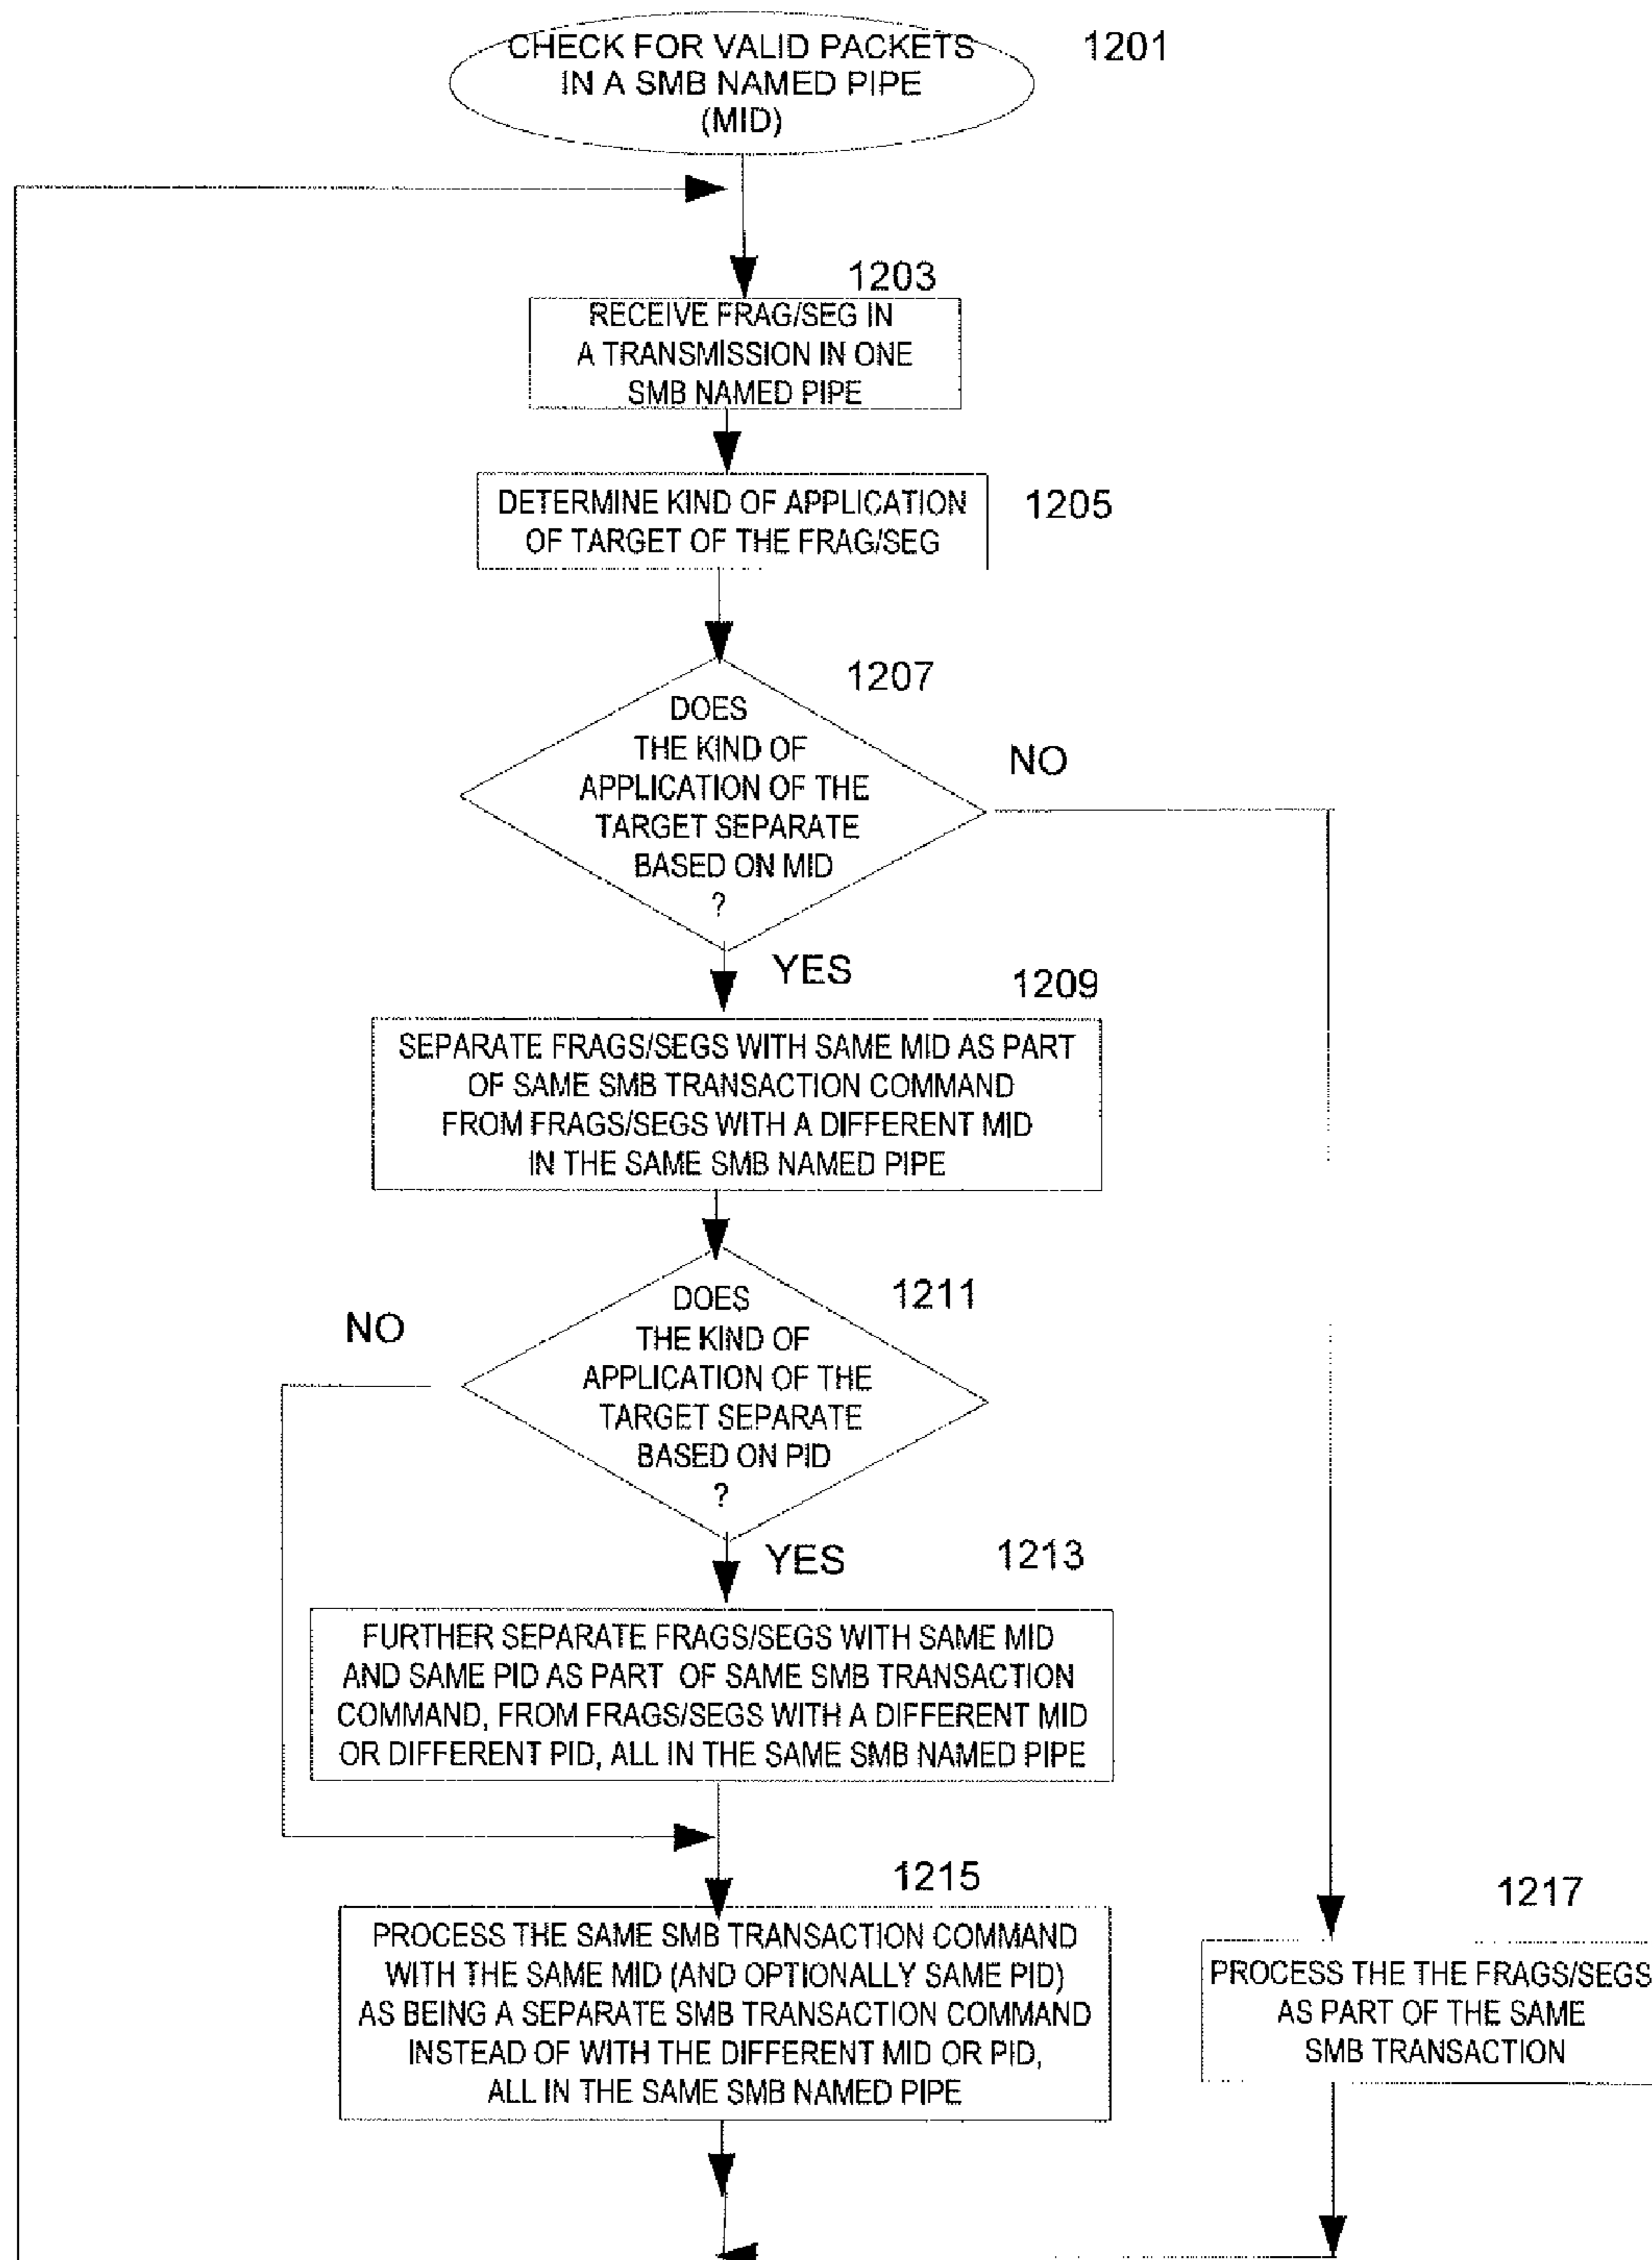 CHECK FOR VALID PACKETS
IN A SMB NAMED PIPE
(MID)
1201
1203
RECEIVE FRAG/SEG IN
A TRANSMISSION IN ONE
SMB NAMED PIPE
DETERMINE KIND OF APPLICATION
OF TARGET OF THE FRAG/SEG
1205
1207
DOES
THE KIND OF
APPLICATION OF THE
TARGET SEPARATE
BASED ON MID
?
NO
YES
1209
SEPARATE FRAGS/SEGS WITH SAME MID AS PART
OF SAME SMB TRANSACTION COMMAND
FROM FRAGS/SEGS WITH A DIFFERENT MID
IN THE SAME SMB NAMED PIPE
1211
DOES
THE KIND OF
APPLICATION OF THE
TARGET SEPARATE
BASED ON PID
?
NO
YES
1213
FURTHER SEPARATE FRAGS/SEGS WITH SAME MID
AND SAME PID AS PART OF SAME SMB TRANSACTION
COMMAND, FROM FRAGS/SEGS WITH A DIFFERENT MID
OR DIFFERENT PID, ALL IN THE SAME SMB NAMED PIPE
1215
PROCESS THE SAME SMB TRANSACTION COMMAND
WITH THE SAME MID (AND OPTIONALLY SAME PID)
AS BEING A SEPARATE SMB TRANSACTION COMMAND
INSTEAD OF WITH THE DIFFERENT MID OR PID,
ALL IN THE SAME SMB NAMED PIPE
1217
PROCESS THE THE FRAGS/SEGS
AS PART OF THE SAME
SMB TRANSACTION